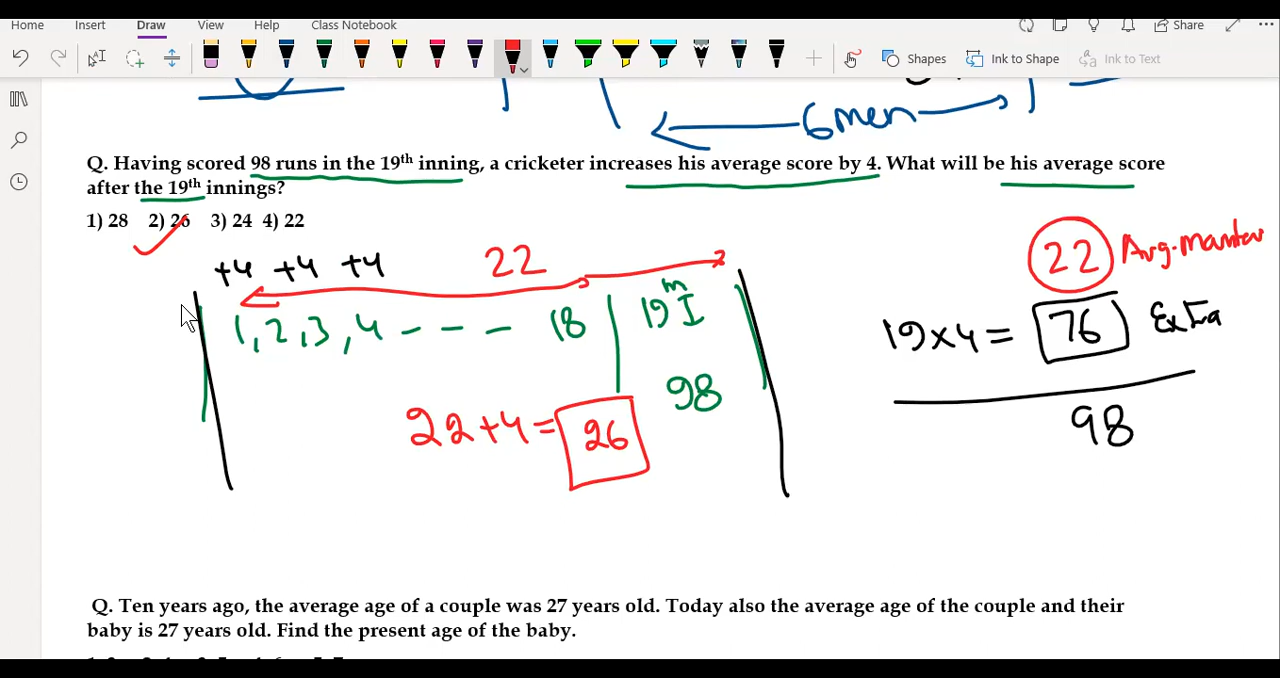 Home Insert Draw View Help Class Notebook Share
Shapes Ink to Shape Ink to Text
6 men
Q. Having scored 98 runs in the 19th inning, a cricketer increases his average score by 4. What will be his average score
after the 19th innings?
1) 28 2) 26 3) 24 4) 22
+4 +4 +4 22
22 Avg.
1, 2, 3, 4 - - - 18 19 I
19×4= 76 Extra
98
98
22+4= 26
Q. Ten years ago, the average age of a couple was 27 years old. Today also the average age of the couple and their
baby is 27 years old. Find the present age of the baby.